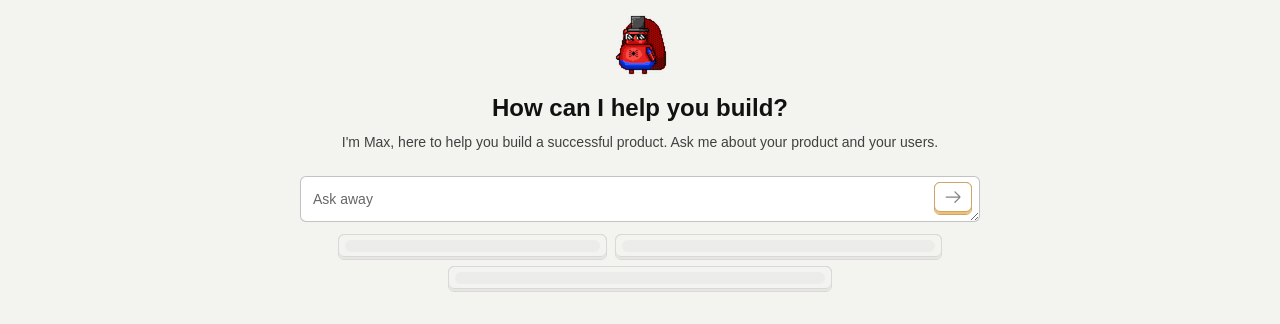 How can I help you build?
I'm Max, here to help you build a successful product. Ask me about your product and your users.
Ask away